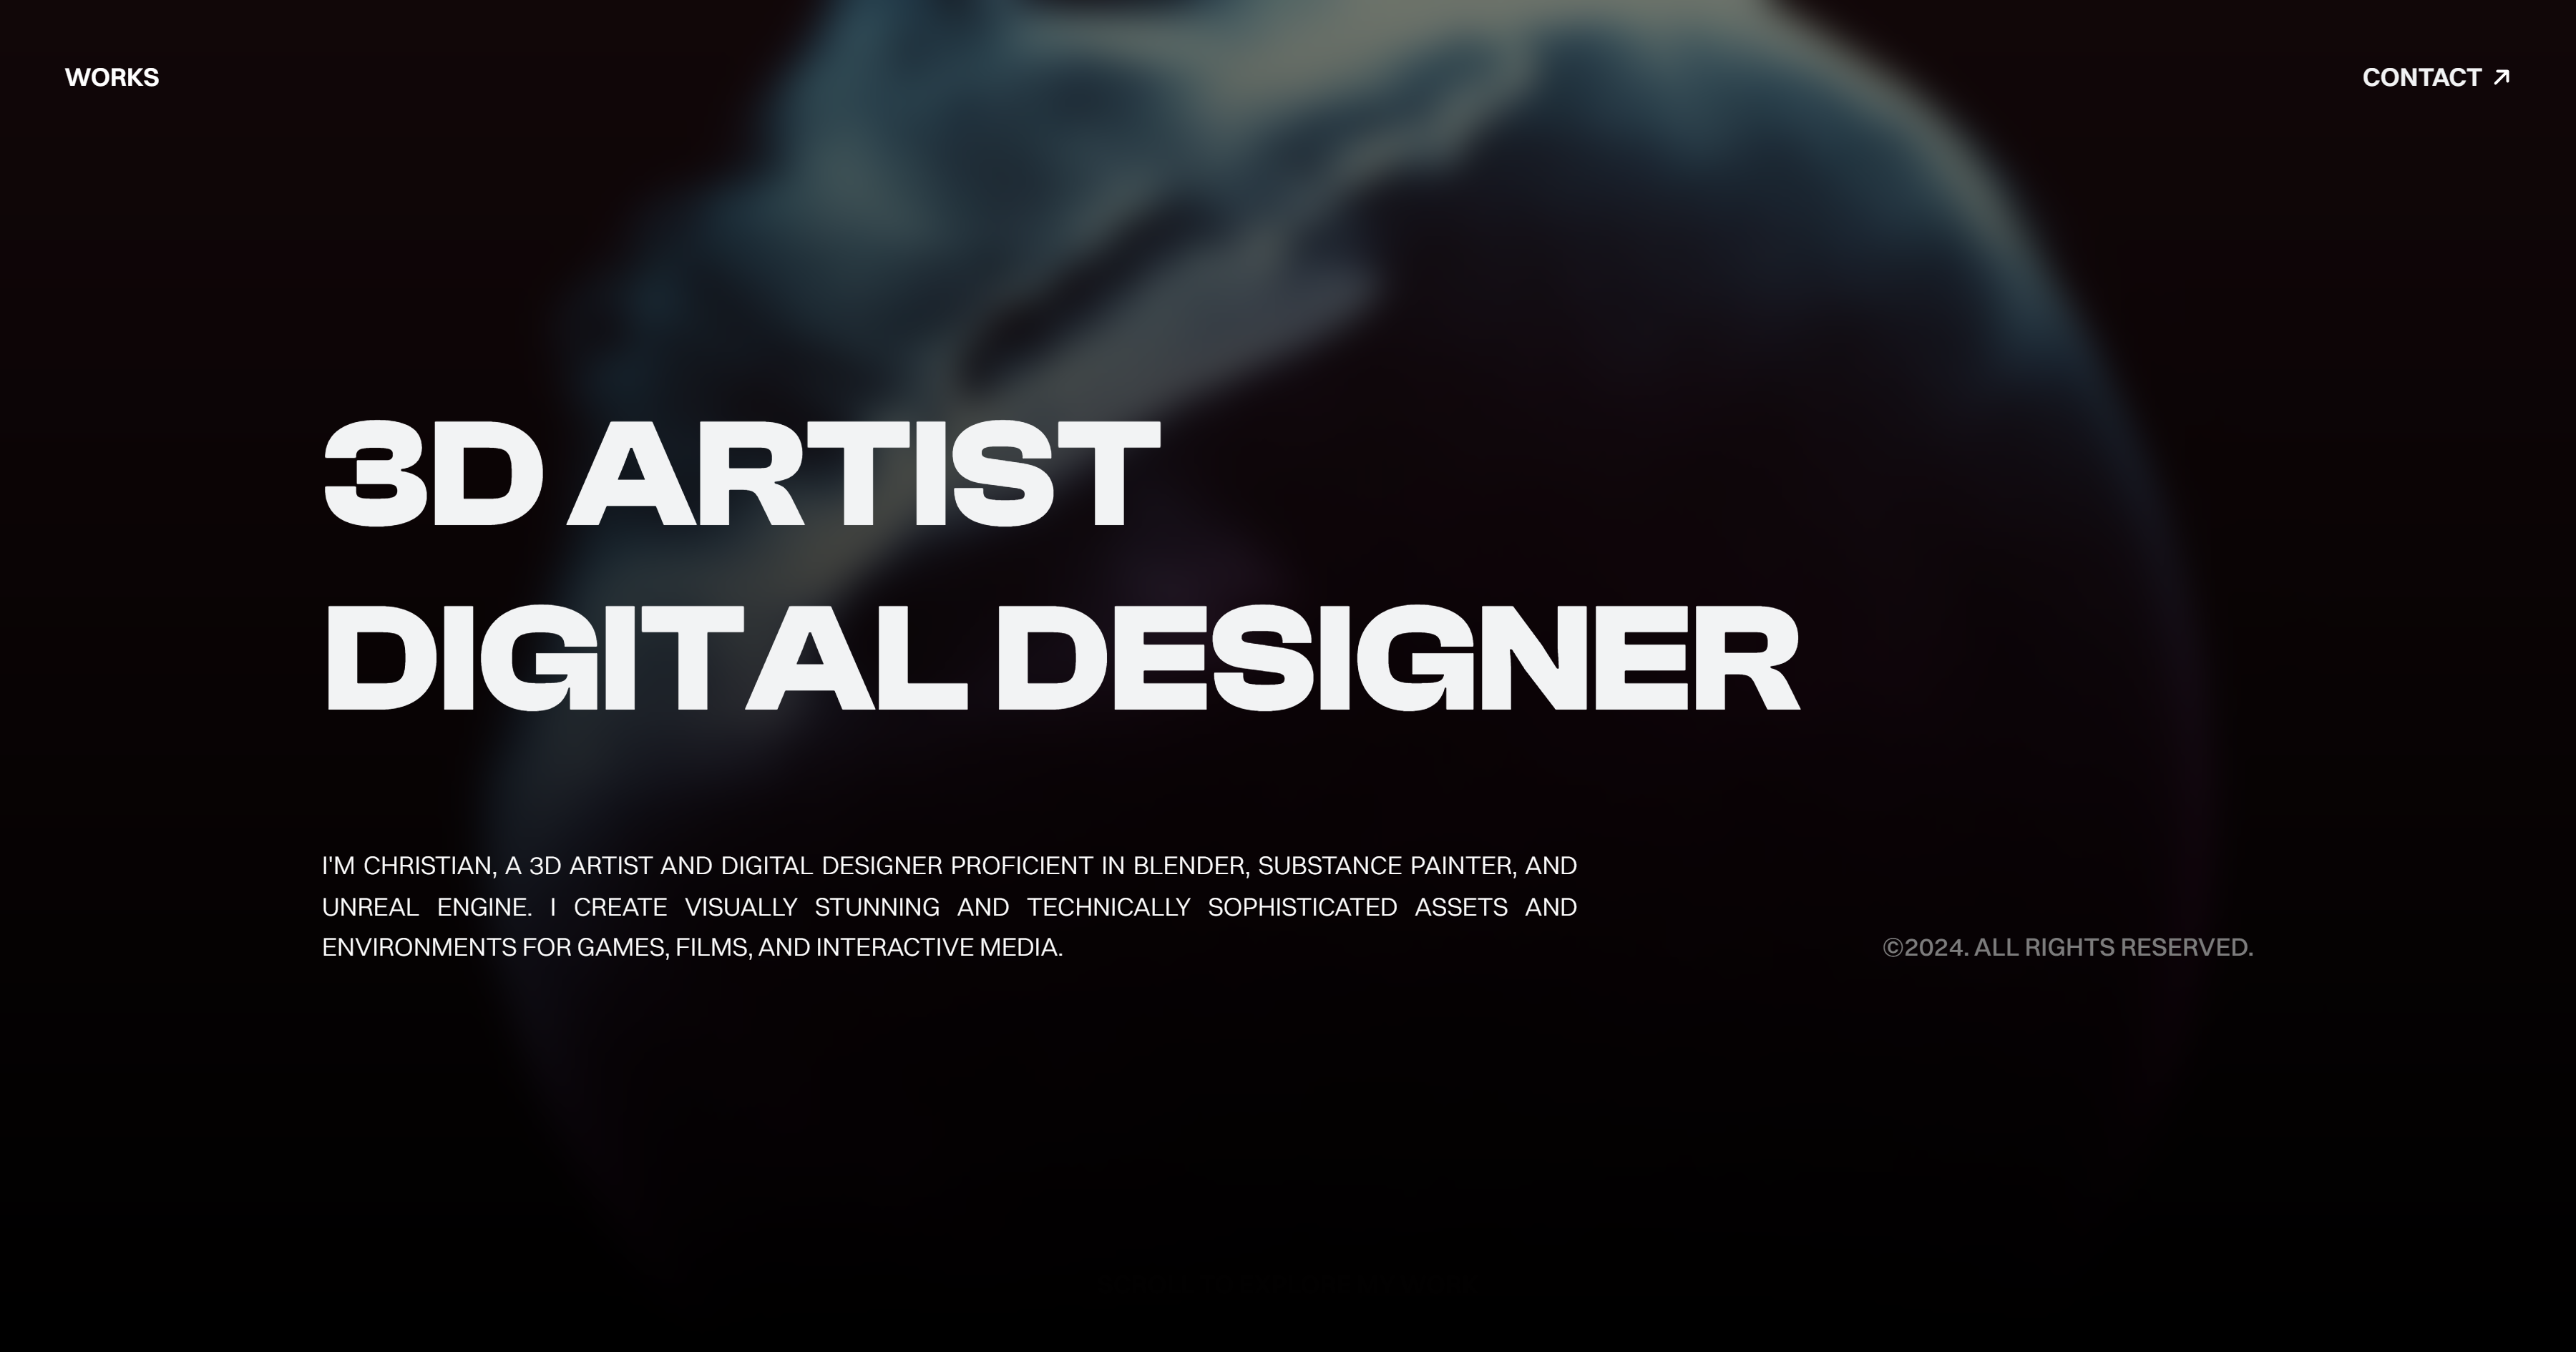 WORKS
CONTACT ↗
3D ARTIST
DIGITAL DESIGNER
I'M CHRISTIAN, A 3D ARTIST AND DIGITAL DESIGNER PROFICIENT IN BLENDER, SUBSTANCE PAINTER, AND
UNREAL ENGINE. I CREATE VISUALLY STUNNING AND TECHNICALLY SOPHISTICATED ASSETS AND
ENVIRONMENTS FOR GAMES, FILMS, AND INTERACTIVE MEDIA.
©2024. ALL RIGHTS RESERVED.